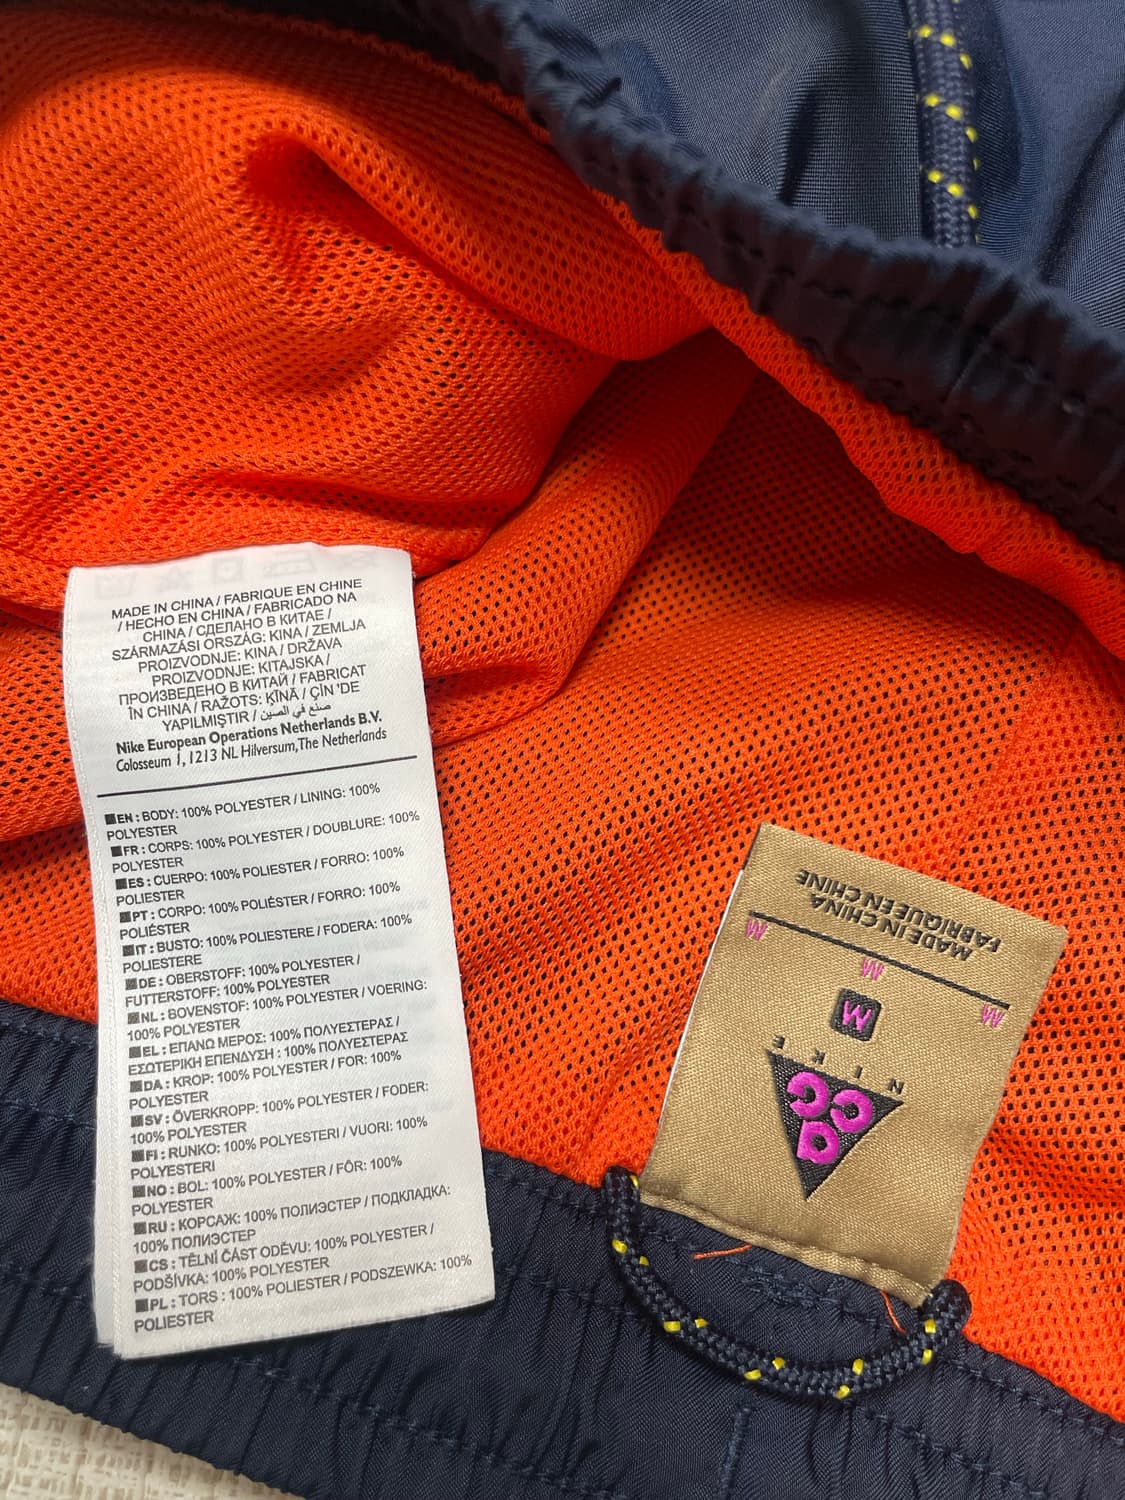 MADE IN CHINA / FABRIQUE EN CHINE
/ HECHO EN CHINA / FABRICADO NA
CHINA / СДЕЛАНО В КИТАЕ /
SZÁRMAZÁSI ORSZÁG: KINA / ZEMLJA
PROIZVODNJE: KINA / DRŽAVA
PROIZVODNJE: KITAJSKA /
ПРОИЗВЕДЕНО В КИТАЙ / FABRICAT
ÎN CHINA / RAŽOTS: ĶĪNĀ / ÇİN 'DE
YAPILMIŞTIR / صنع في الصين
Nike European Operations Netherlands B.V.
Colosseum 1, 1213 NL Hilversum,The Netherlands
EN : BODY: 100% POLYESTER / LINING: 100%
POLYESTER
FR : CORPS: 100% POLYESTER / DOUBLURE: 100%
POLYESTER
ES : CUERPO: 100% POLIÉSTER / FORRO: 100%
POLIESTER
PT : CORPO: 100% POLIÉSTER / FORRO: 100%
POLIÉSTER
IT : BUSTO: 100% POLIESTERE / FODERA: 100%
POLIESTERE
DE : OBERSTOFF: 100% POLYESTER /
FUTTERSTOFF: 100% POLYESTER
NL : BOVENSTOF: 100% POLYESTER / VOERING:
100% POLYESTER
EL : ΕΠΑΝΩ ΜΕΡΟΣ: 100% ΠΟΛΥΕΣΤΕΡΑΣ /
ΕΣΩΤΕΡΙΚΗ ΕΠΕΝΔΥΣΗ : 100% ΠΟΛΥΕΣΤΕΡΑΣ
DA : KROP: 100% POLYESTER / FOR: 100%
POLYESTER
SV : ÖVERKROPP: 100% POLYESTER / FODER:
100% POLYESTER
FI : RUNKO: 100% POLYESTERI / VUORI: 100%
POLYESTERI
NO : BOL: 100% POLYESTER / FÔR: 100%
POLYESTER
RU : КОРСАЖ: 100% ПОЛИЭСТЕР / ПОДКЛАДКА:
100% ПОЛИЭСТЕР
CS : TĚLNÍ ČÁST ODĚVU: 100% POLYESTER /
PODŠÍVKA: 100% POLYESTER
PL : TORS : 100% POLIESTER / PODSZEWKA: 100%
POLIESTER
NIKE
acg
M
M M M
MADE IN CHINA
FABRIQUE EN CHINE